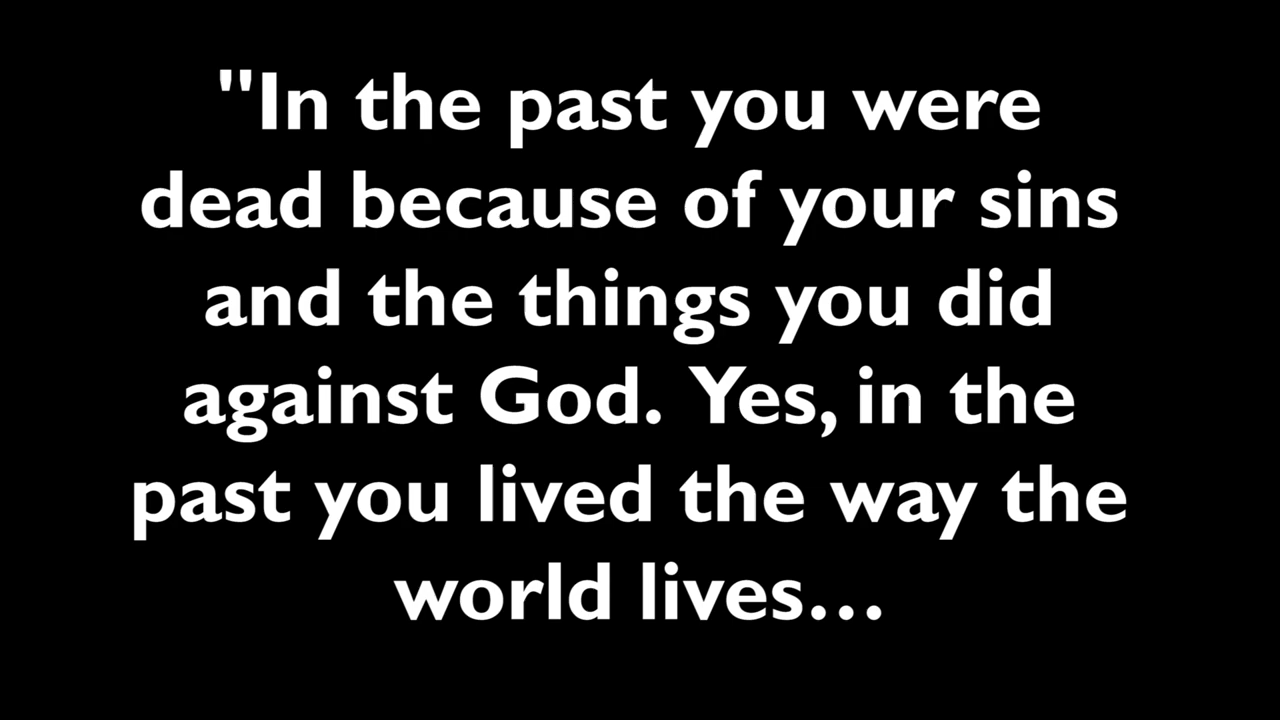 "In the past you were
dead because of your sins
and the things you did
against God. Yes, in the
past you lived the way the
world lives…